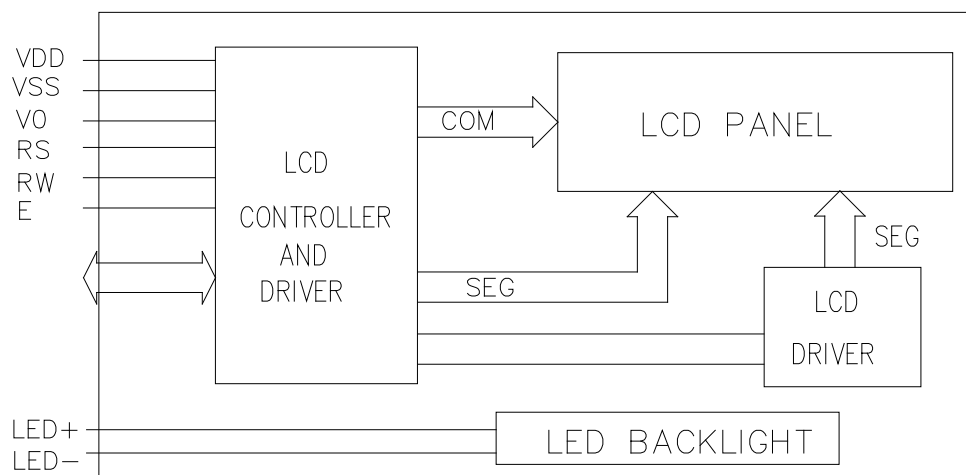 VDD
VSS
VO
RS
RW
E
LED+
LED-
LCD
CONTROLLER
AND
DRIVER
COM
SEG
LCD PANEL
SEG
LCD
DRIVER
LED BACKLIGHT